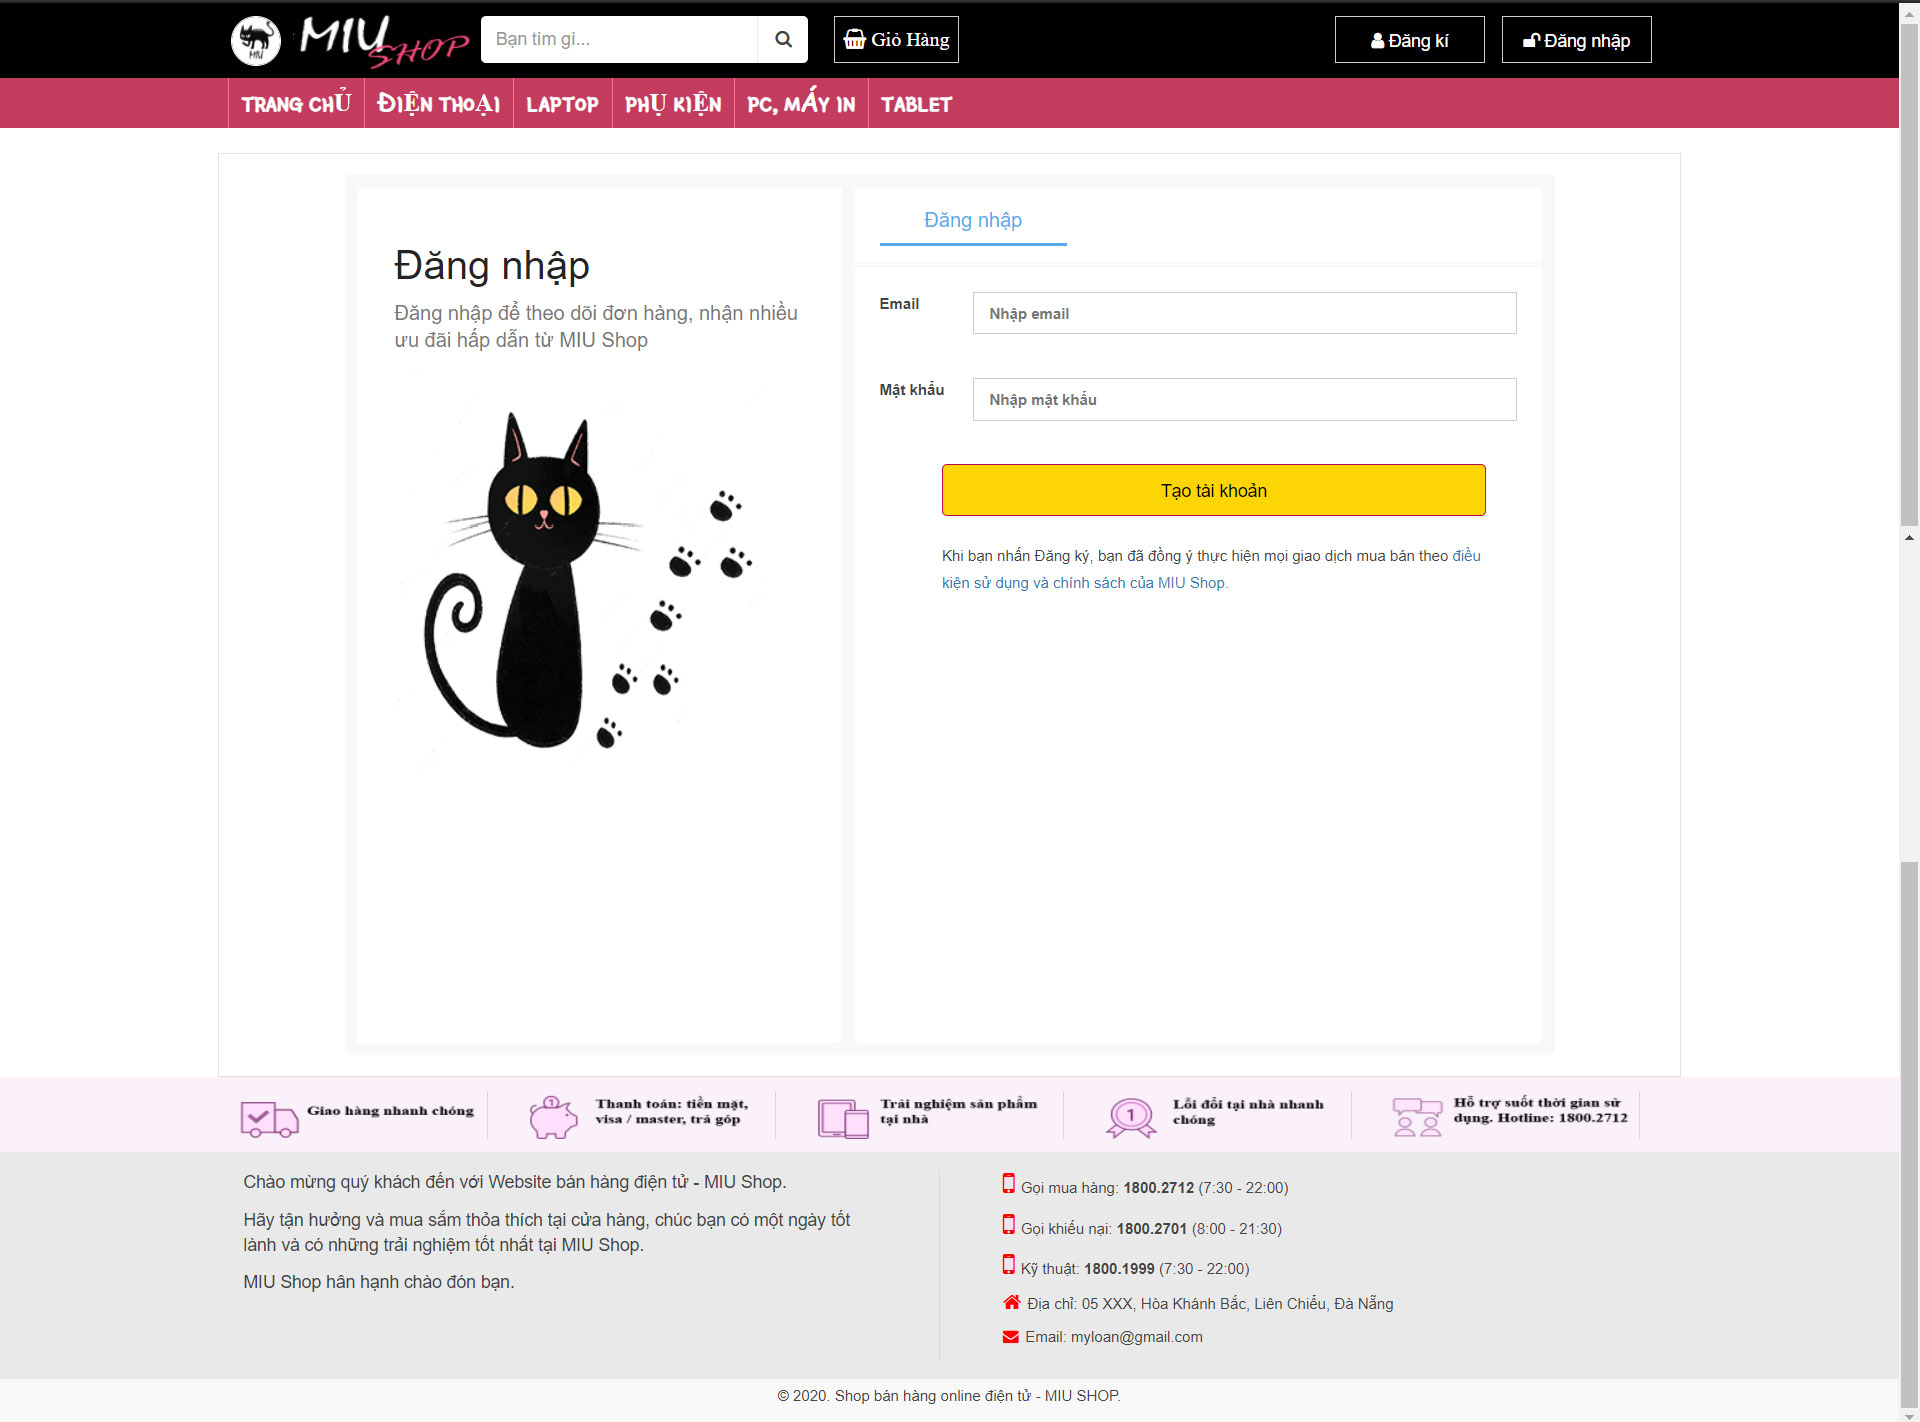 MIU
MIU SHOP
Bạn tìm gì...
Giỏ Hàng
Đăng kí
Đăng nhập
TRANG CHỦ
ĐIỆN THOẠI
LAPTOP
PHỤ KIỆN
PC, MÁY IN
TABLET
Đăng nhập
Đăng nhập để theo dõi đơn hàng, nhận nhiều
ưu đãi hấp dẫn từ MIU Shop
Đăng nhập
Email
Nhập email
Mật khẩu
Nhập mật khẩu
Tạo tài khoản
Khi bạn nhấn Đăng ký, bạn đã đồng ý thực hiện mọi giao dịch mua bán theo điều
kiện sử dụng và chính sách của MIU Shop.
Giao hàng nhanh chóng
1
Thanh toán: tiền mặt,
visa / master, trả góp
Trải nghiệm sản phẩm
tại nhà
1
Lỗi đổi tại nhà nhanh
chóng
Hỗ trợ suốt thời gian sử
dụng. Hotline: 1800.2712
Chào mừng quý khách đến với Website bán hàng điện tử - MIU Shop.
Hãy tận hưởng và mua sắm thỏa thích tại cửa hàng, chúc bạn có một ngày tốt
lành và có những trải nghiệm tốt nhất tại MIU Shop.
MIU Shop hân hạnh chào đón bạn.
Gọi mua hàng: 1800.2712 (7:30 - 22:00)
Gọi khiếu nại: 1800.2701 (8:00 - 21:30)
Kỹ thuật: 1800.1999 (7:30 - 22:00)
Địa chỉ: 05 XXX, Hòa Khánh Bắc, Liên Chiểu, Đà Nẵng
Email: myloan@gmail.com
© 2020. Shop bán hàng online điện tử - MIU SHOP.